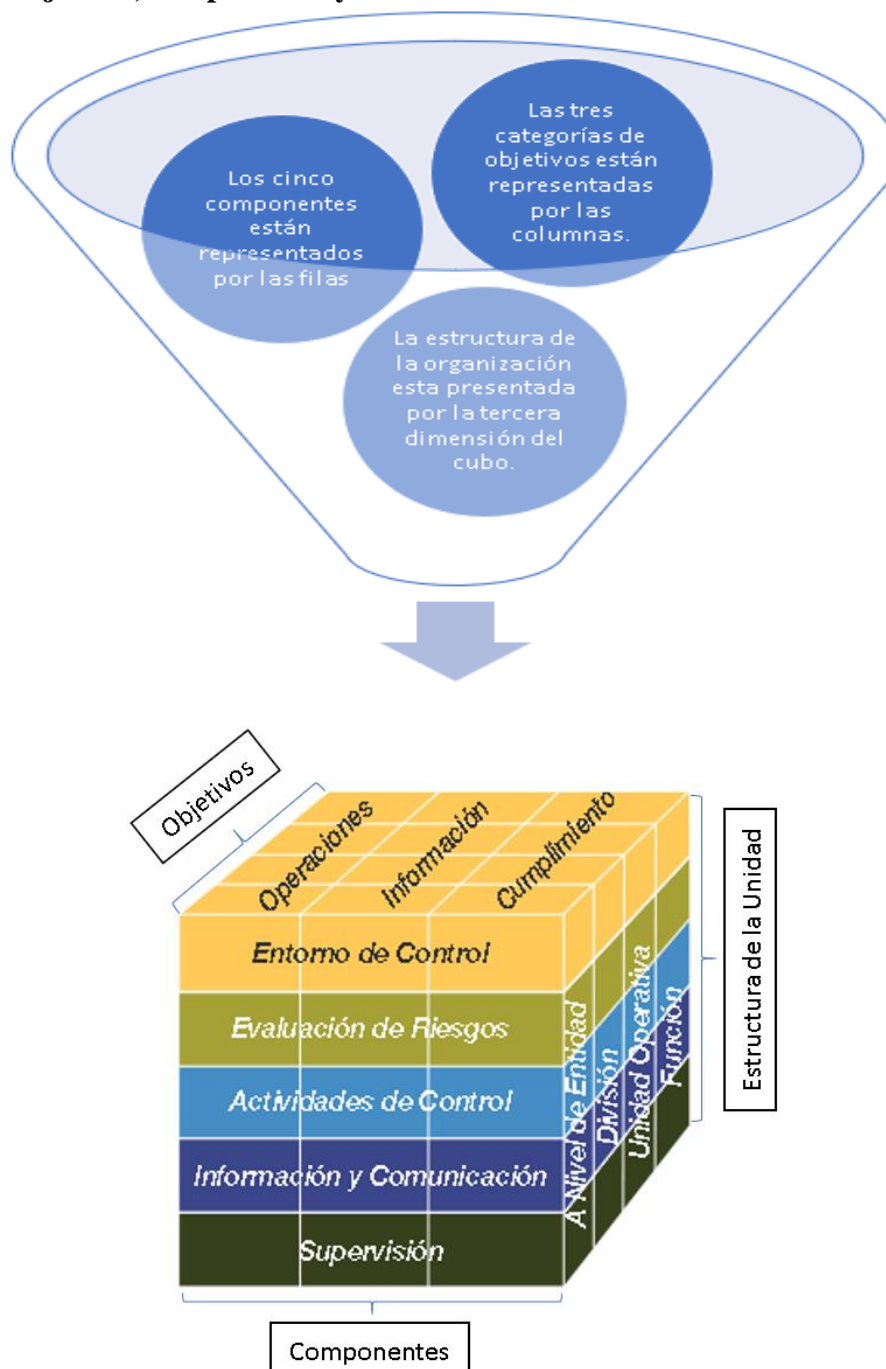 Las tres
categorías de
objetivos están
representadas
por las
columnas.
Los cinco
componentes
están
representados
por las filas
La estructura de
la organización
esta presentada
por la tercera
dimensión del
cubo.
Objetivos
Operaciones
Información
Cumplimiento
Entorno de Control
Evaluación de Riesgos
Actividades de Control
Información y Comunicación
Supervisión
A Nivel de Entidad
División
Unidad Operativa
Función
Estructura de la Unidad
Componentes